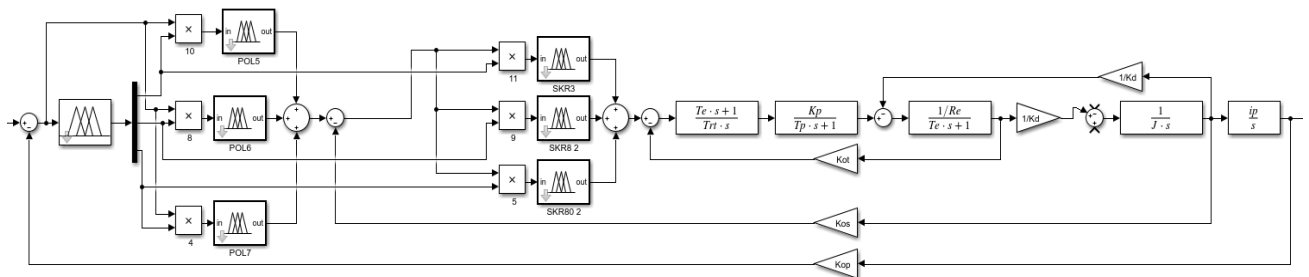 ×
10
in out
POL5
×
8
in out
POL6
×
4
in out
POL7
×
11
in out
SKR3
×
9
in out
SKR8 2
×
5
in out
SKR80 2
Te · s + 1
Trt · s
Kp
Tp · s + 1
1/Re
Te · s + 1
1/Kd
1/Kd
1
J · s
ip
s
Kot
Kos
Kop